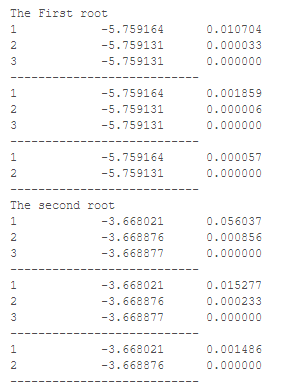 The First root
1 -5.759164 0.010704
2 -5.759131 0.000033
3 -5.759131 0.000000
---------------------------
1 -5.759164 0.001859
2 -5.759131 0.000006
3 -5.759131 0.000000
---------------------------
1 -5.759164 0.000057
2 -5.759131 0.000000
---------------------------
The second root
1 -3.668021 0.056037
2 -3.668876 0.000856
3 -3.668877 0.000000
---------------------------
1 -3.668021 0.015277
2 -3.668876 0.000233
3 -3.668877 0.000000
---------------------------
1 -3.668021 0.001486
2 -3.668876 0.000000
---------------------------